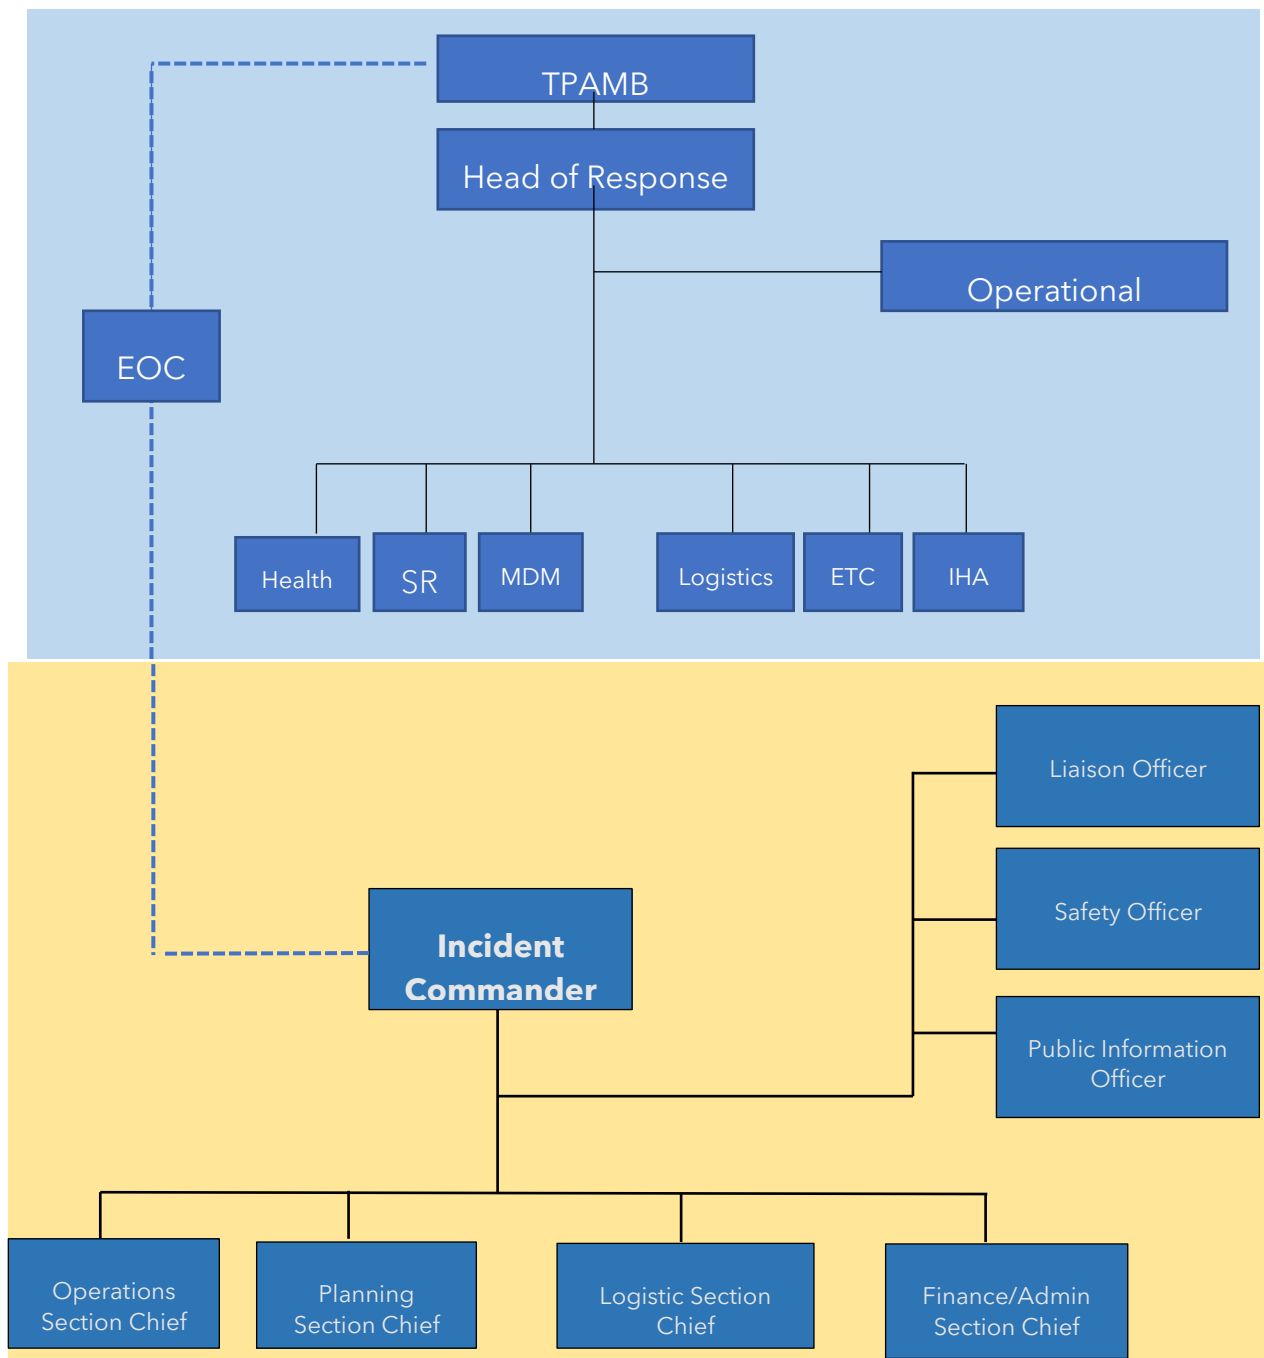 TPAMB
Head of Response
Operational
EOC
Health
SR
MDM
Logistics
ETC
IHA
Liaison Officer
Safety Officer
Incident
Commander
Public Information
Officer
Operations
Section Chief
Planning
Section Chief
Logistic Section
Chief
Finance/Admin
Section Chief